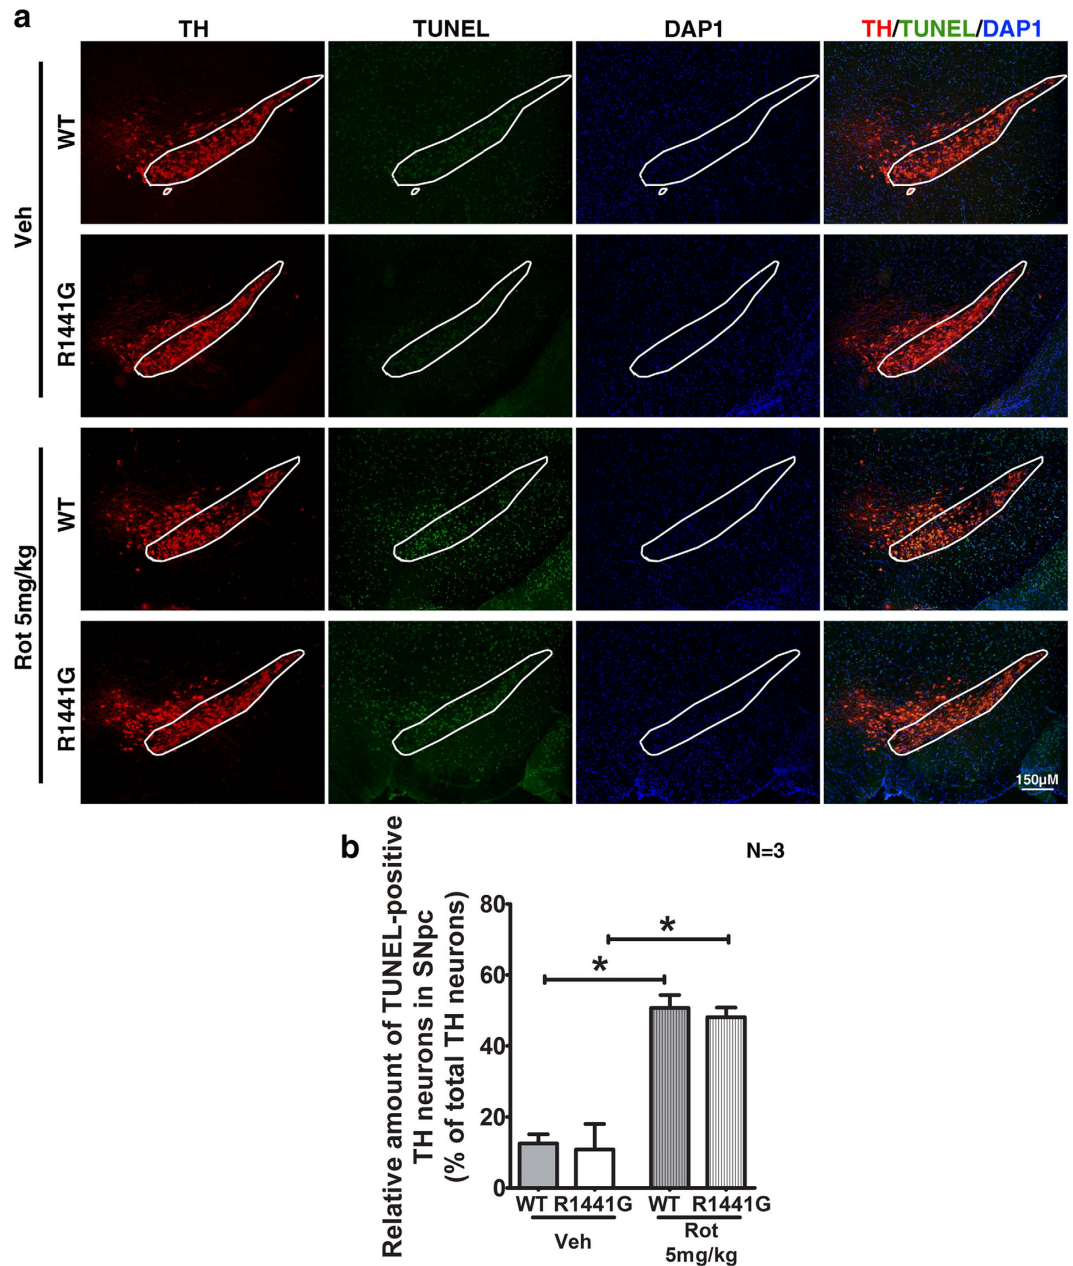 a
TH TUNEL DAP1 TH/TUNEL/DAP1
Veh
WT
R1441G
Rot 5mg/kg
WT
R1441G
150µM
b
N=3
Relative amount of TUNEL-positive
TH neurons in SNpc
(% of total TH neurons)
80
60
40
20
0
*
*
WT R1441G WT R1441G
Veh
Rot
5mg/kg